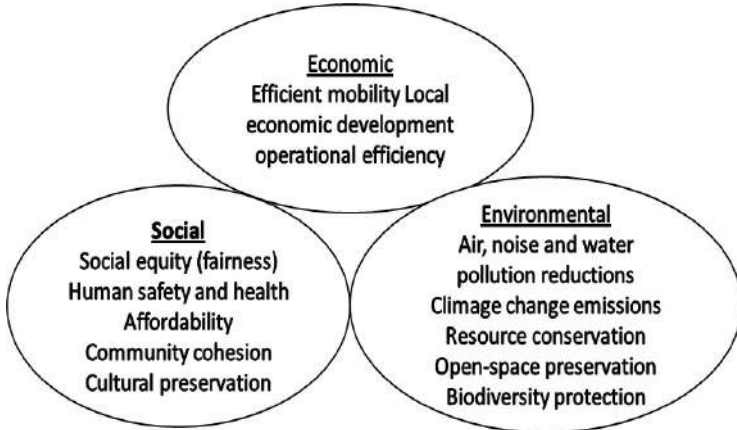 Economic
Efficient mobility Local
economic development
operational efficiency
Social
Social equity (fairness)
Human safety and health
Affordability
Community cohesion
Cultural preservation
Environmental
Air, noise and water
pollution reductions
Climage change emissions
Resource conservation
Open-space preservation
Biodiversity protection